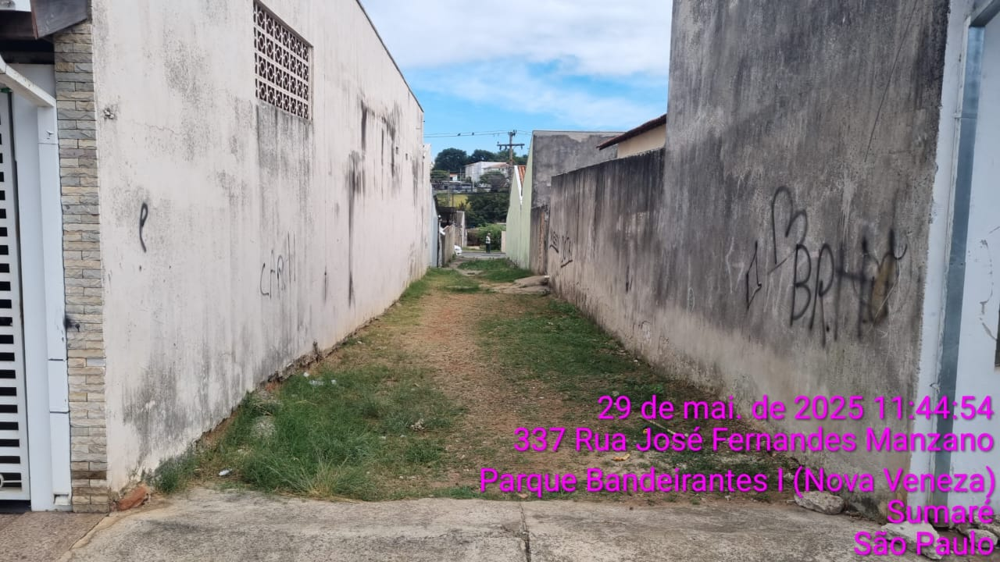 29 de mai. de 2025 11:44:54
337 Rua José Fernandes Manzano
Parque Bandeirantes I (Nova Veneza)
Sumaré
São Paulo